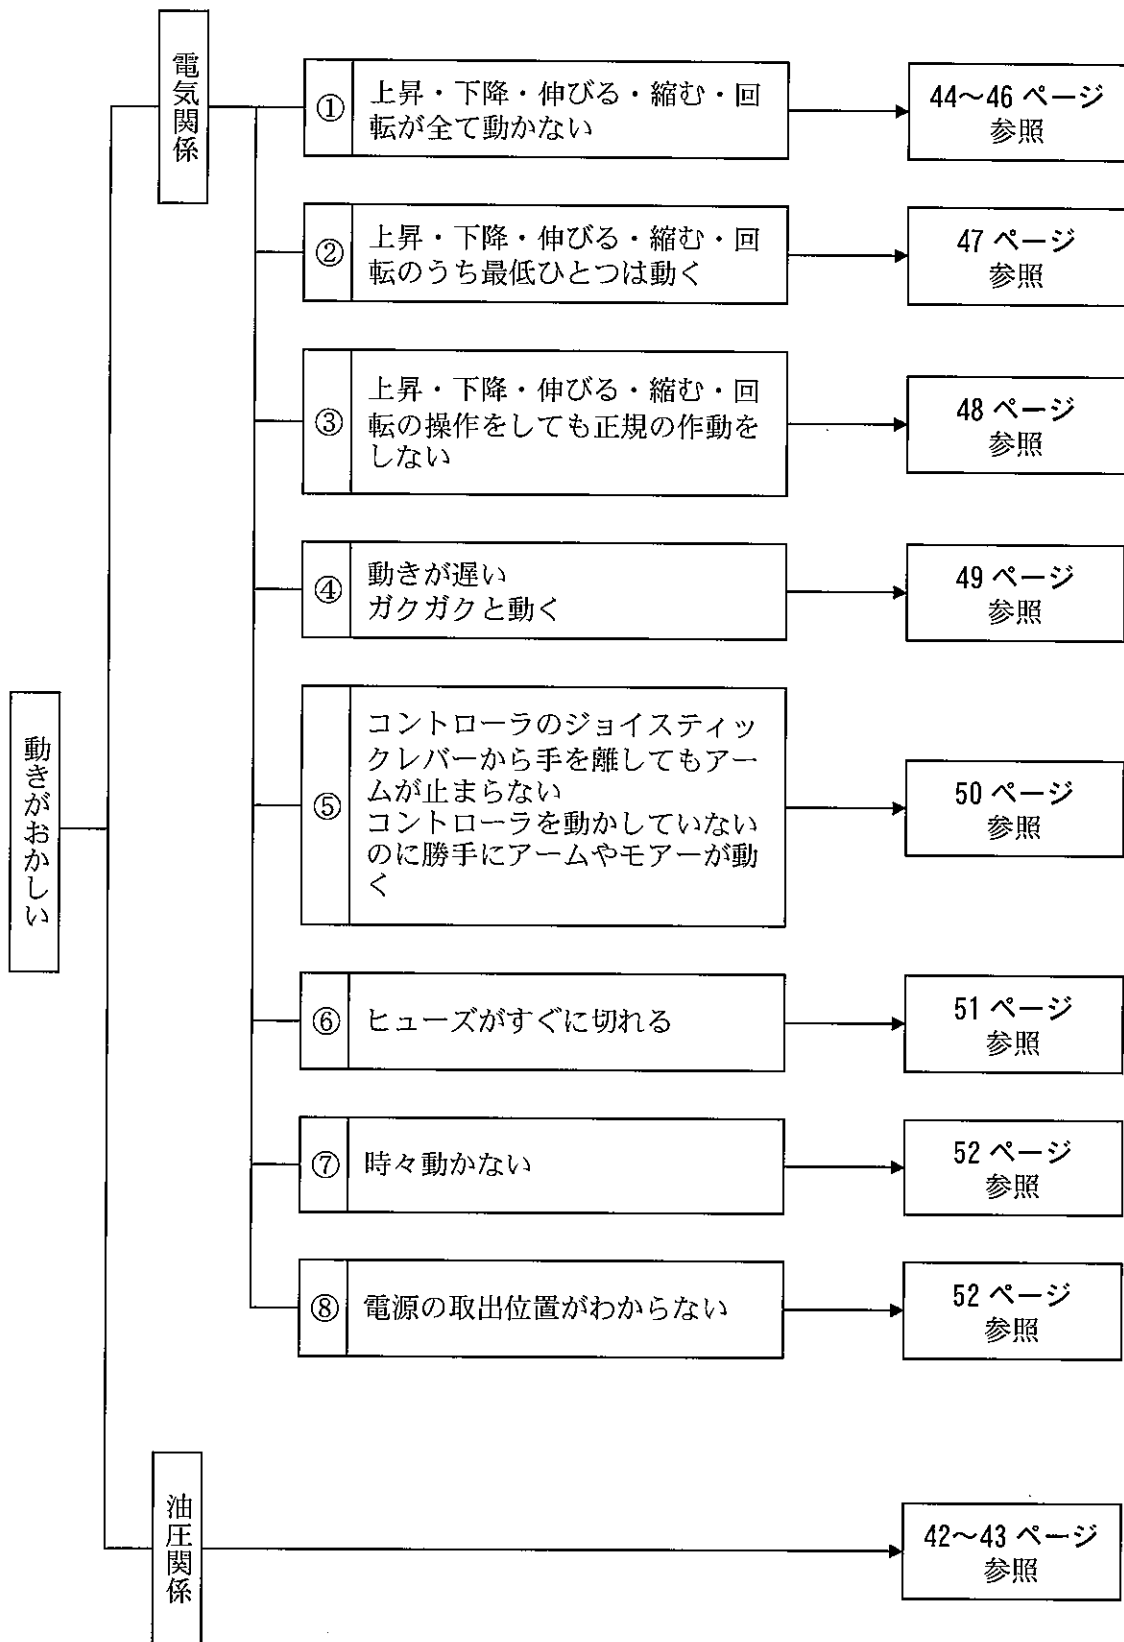 動きがおかしい
電気関係
①
上昇・下降・伸びる・縮む・回
転が全て動かない
44～46 ページ
参照
②
上昇・下降・伸びる・縮む・回
転のうち最低ひとつは動く
47 ページ
参照
③
上昇・下降・伸びる・縮む・回
転の操作をしても正規の作動を
しない
48 ページ
参照
④
動きが遅い
ガクガクと動く
49 ページ
参照
⑤
コントローラのジョイスティッ
クレバーから手を離してもアー
ムが止まらない
コントローラを動かしていない
のに勝手にアームやモアーが動
く
50 ページ
参照
⑥
ヒューズがすぐに切れる
51 ページ
参照
⑦
時々動かない
52 ページ
参照
⑧
電源の取出位置がわからない
52 ページ
参照
油圧関係
42～43 ページ
参照